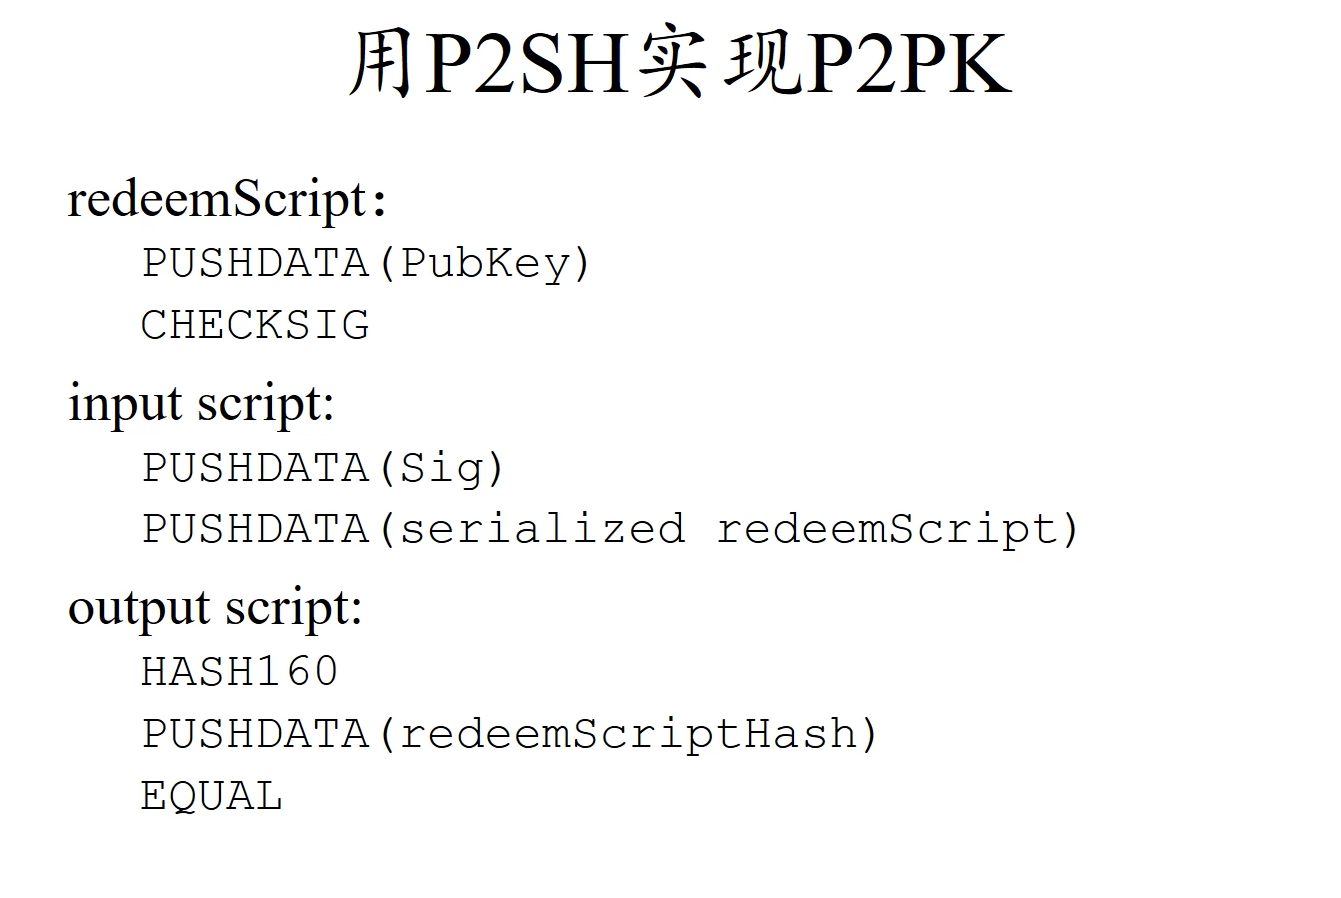 用P2SH实现P2PK
redeemScript：
PUSHDATA(PubKey)
CHECKSIG
input script:
PUSHDATA(Sig)
PUSHDATA(serialized redeemScript)
output script:
HASH160
PUSHDATA(redeemScriptHash)
EQUAL